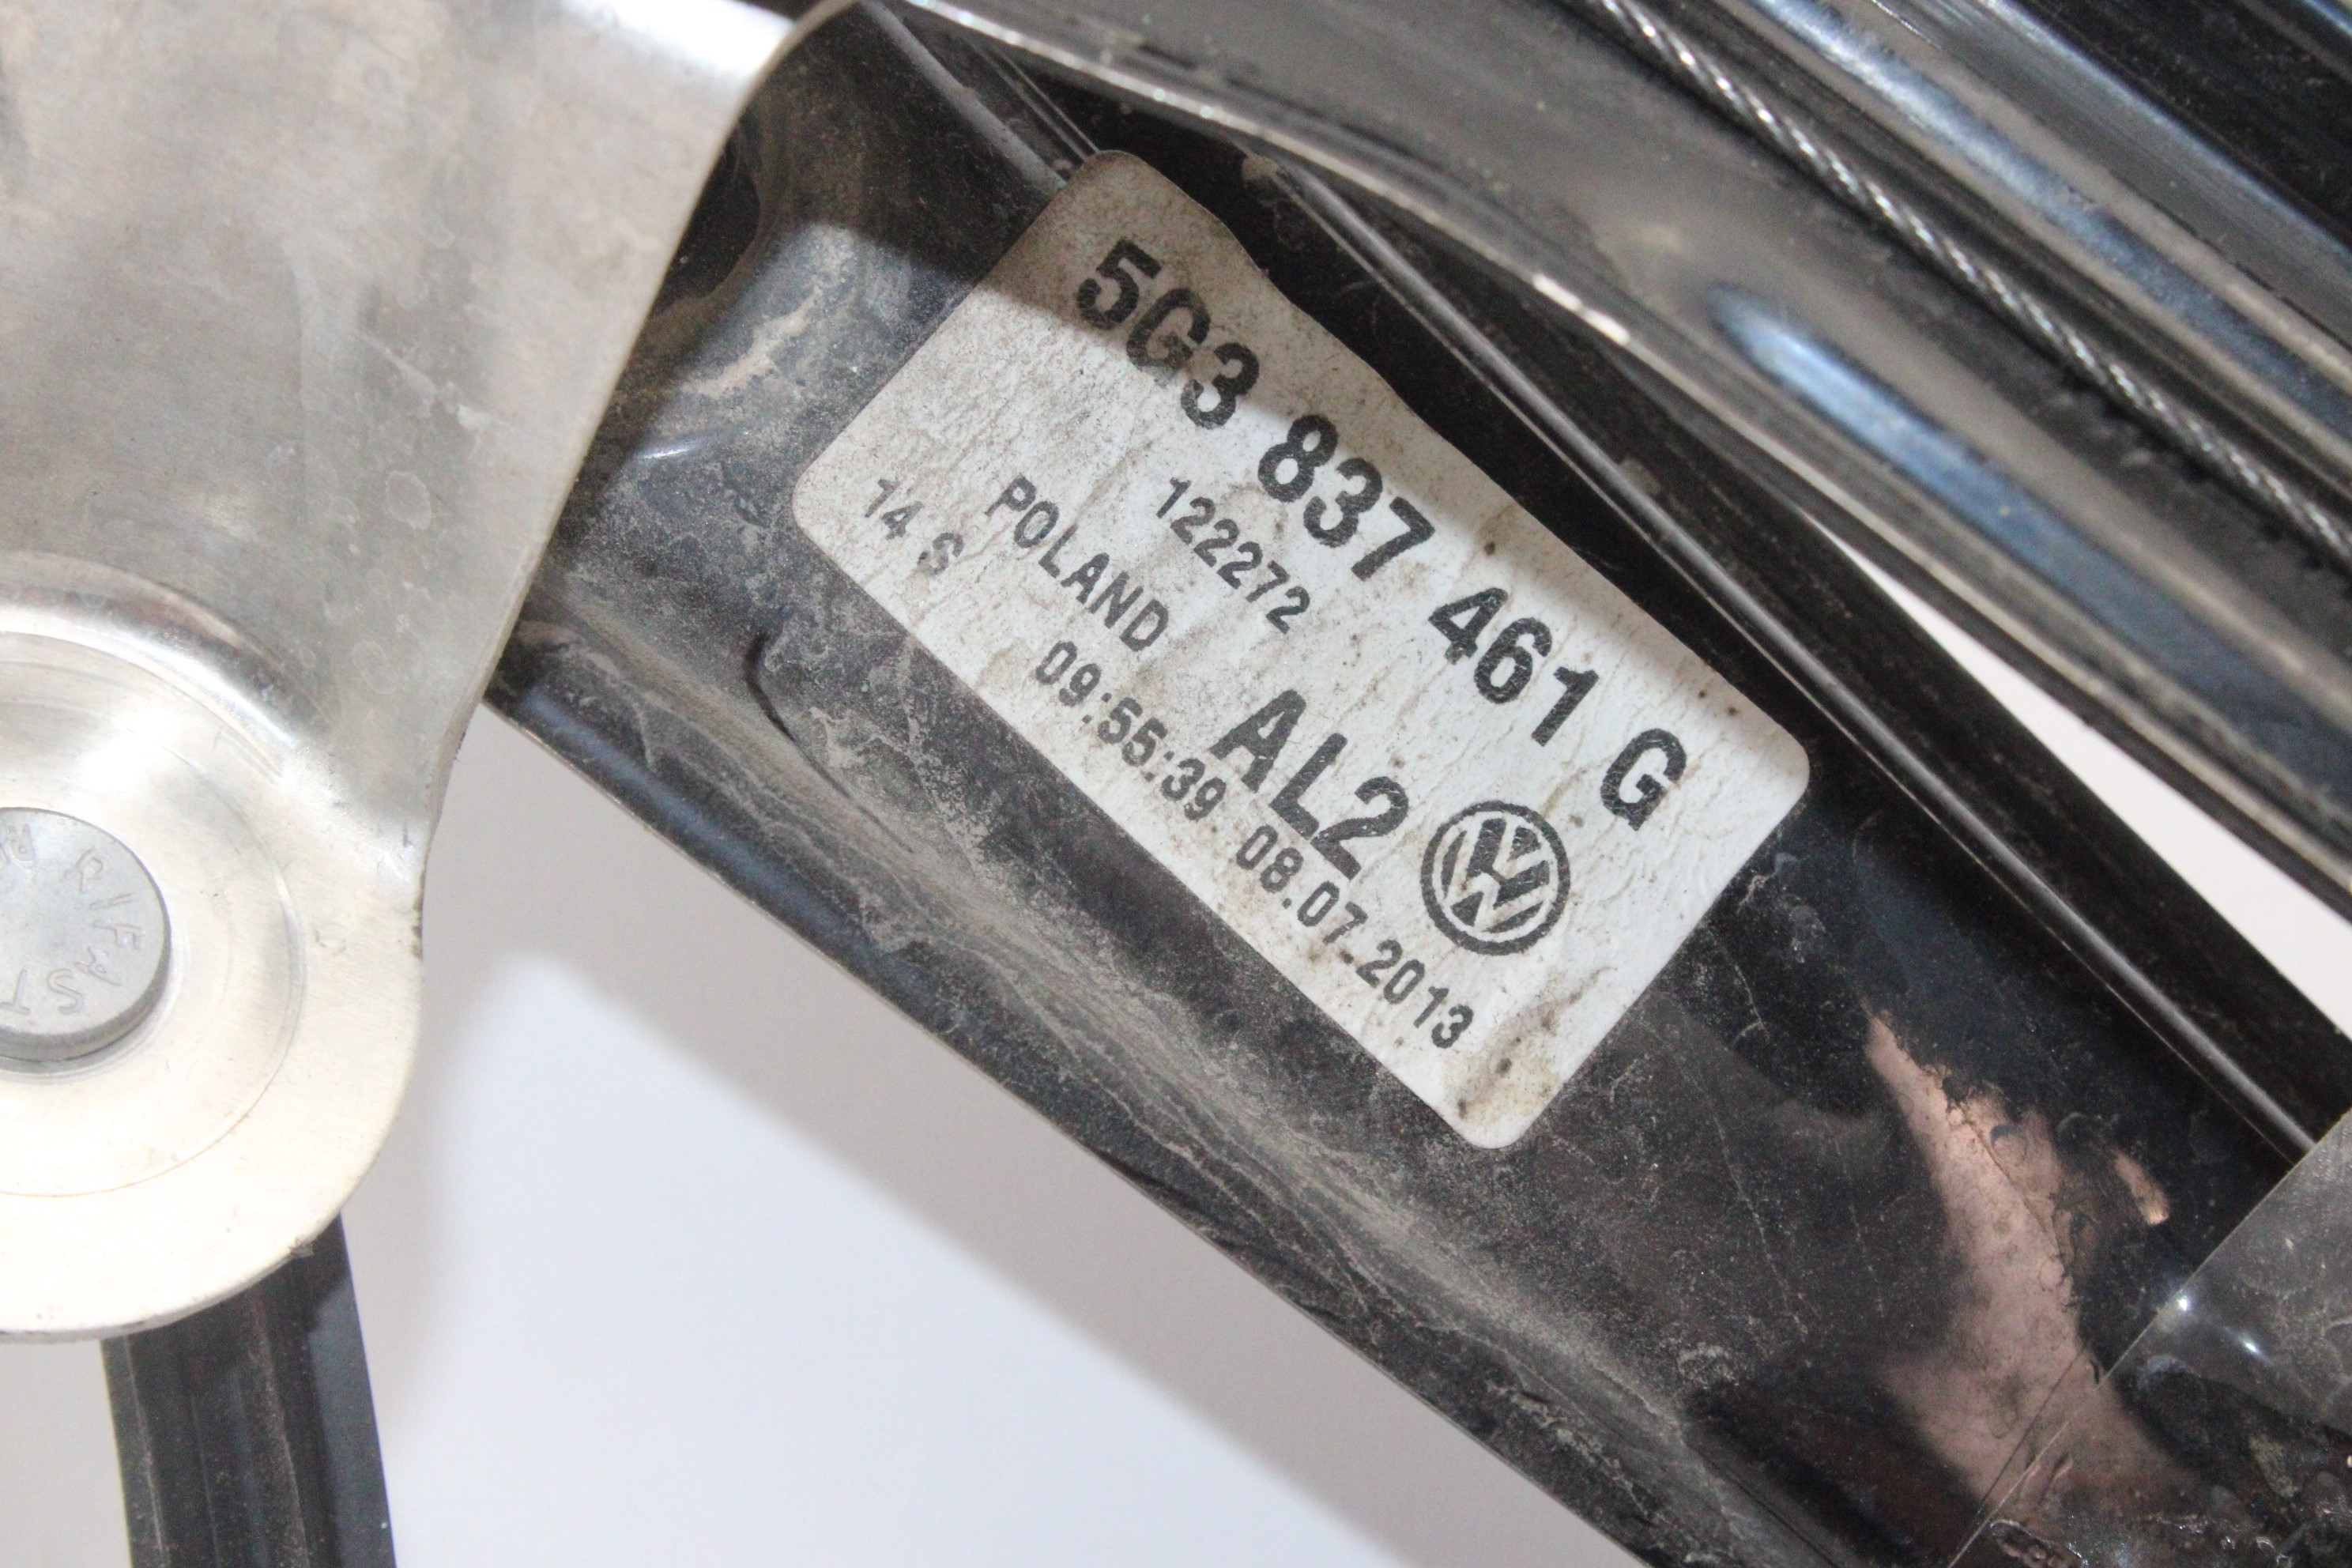 5G3 837 461 G
122272
POLAND AL2
14 S 09:55:39 08.07.2013